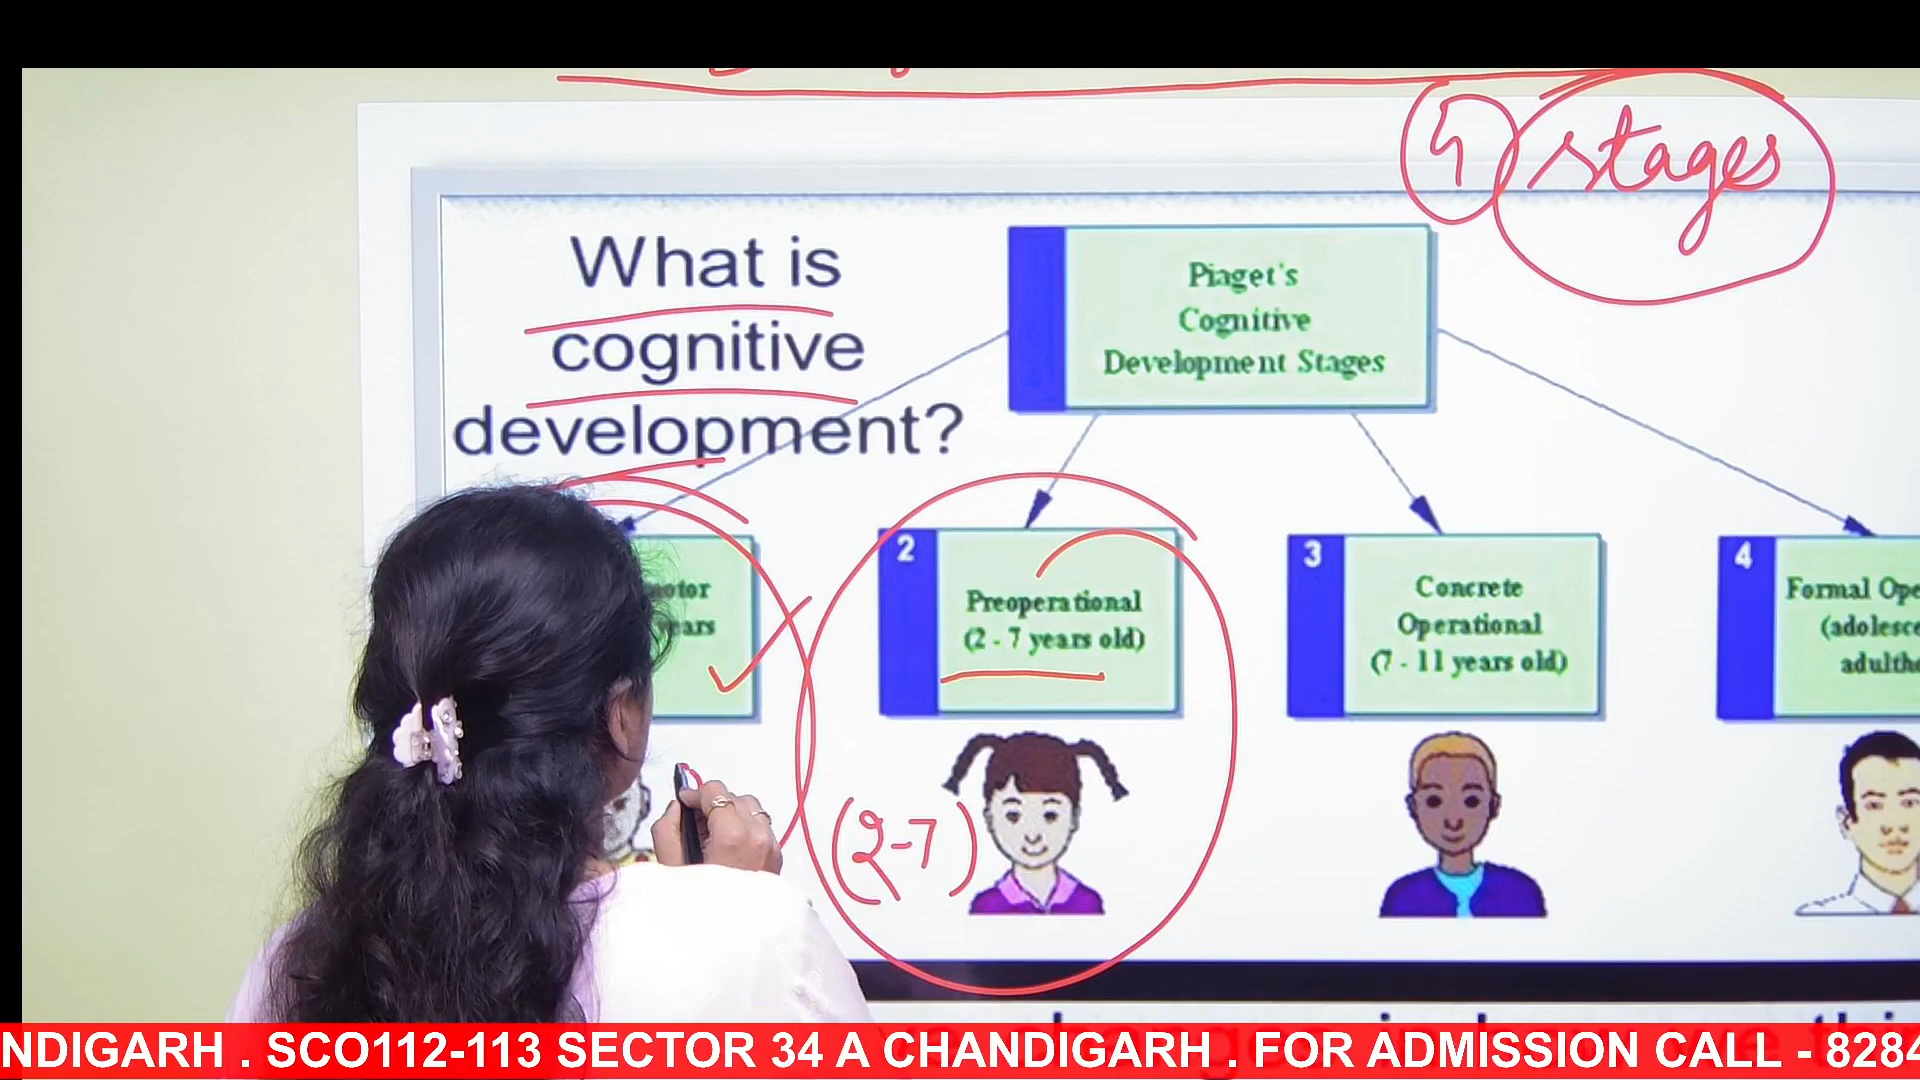 4 stages
What is
cognitive
development?
Piaget's
Cognitive
Development Stages
2
Preoperational
(2 - 7 years old)
3
Concrete
Operational
(7 - 11 years old)
4
Formal
(2-7)
NDIGARH . SCO112-113 SECTOR 34 A CHANDIGARH . FOR ADMISSION CALL - 8284